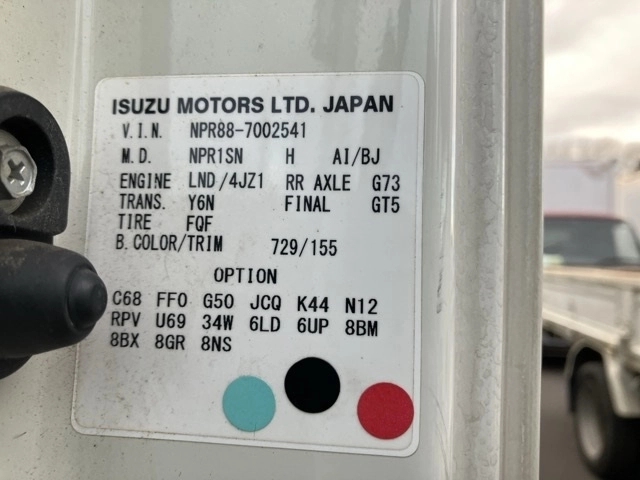 ISUZU MOTORS LTD. JAPAN
V.I.N. NPR88-7002541
M.D. NPR1SN H AI/BJ
ENGINE LND/4JZ1 RR AXLE G73
TRANS. Y6N FINAL GT5
TIRE FQF
B.COLOR/TRIM 729/155
OPTION
C68 FF0 G50 JCQ K44 N12
RPV U69 34W 6LD 6UP 8BM
8BX 8GR 8NS